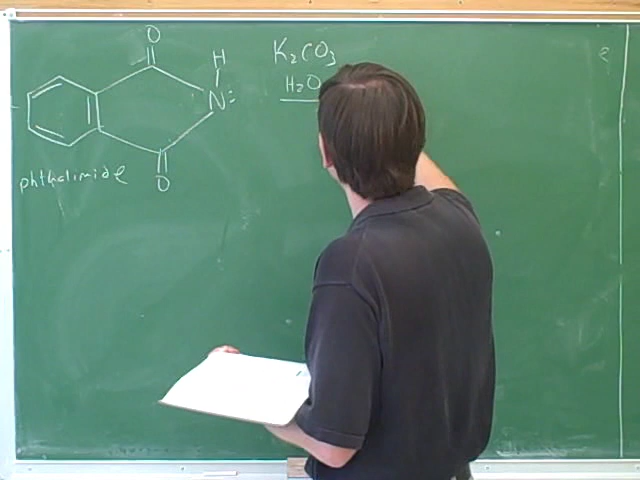 O
H
K₂CO₃
H₂O
N:
phthalimide
O